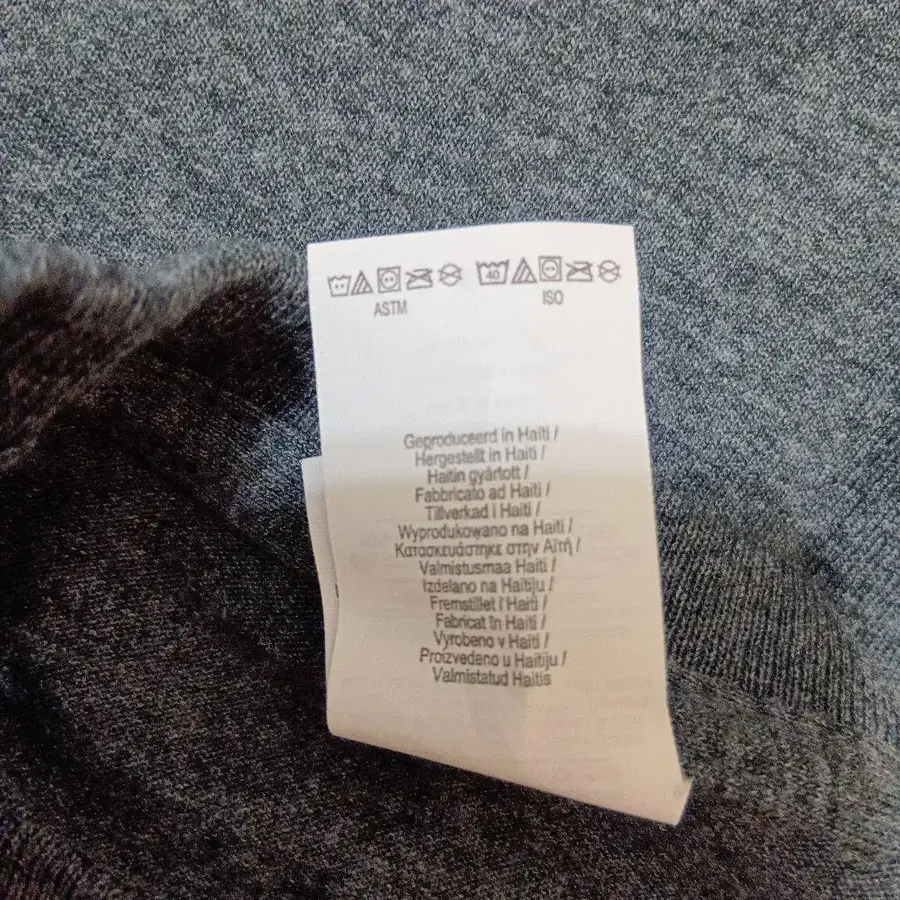 40
ASTM
ISO
Geproduceerd in Haïti /
Hergestellt in Haiti /
Haitin gyártott /
Fabbricato ad Haiti /
Tillverkad i Haiti /
Wyprodukowano na Haiti /
Κατασκευάστηκε στην Αϊτή /
Valmistusmaa Haiti /
Izdelano na Haitiju /
Fremstillet i Haiti /
Fabricat în Haiti /
Vyrobeno v Haiti /
Proizvedeno u Haitiju /
Valmistatud Haitis